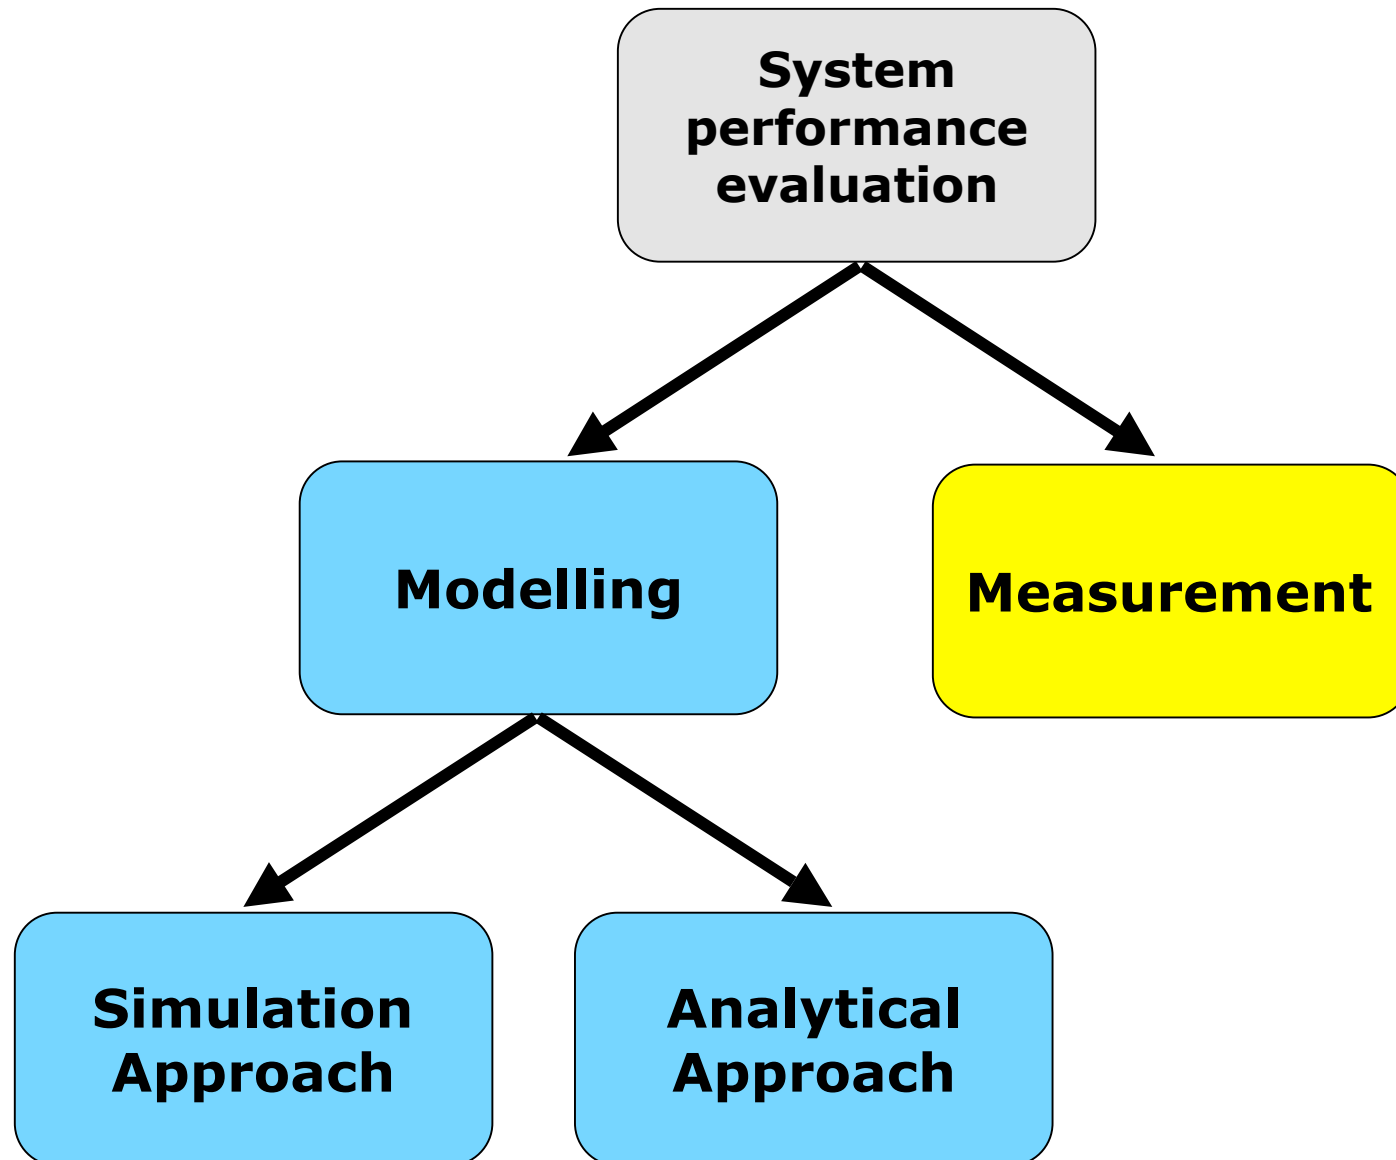 System
performance
evaluation
Modelling
Measurement
Simulation
Approach
Analytical
Approach